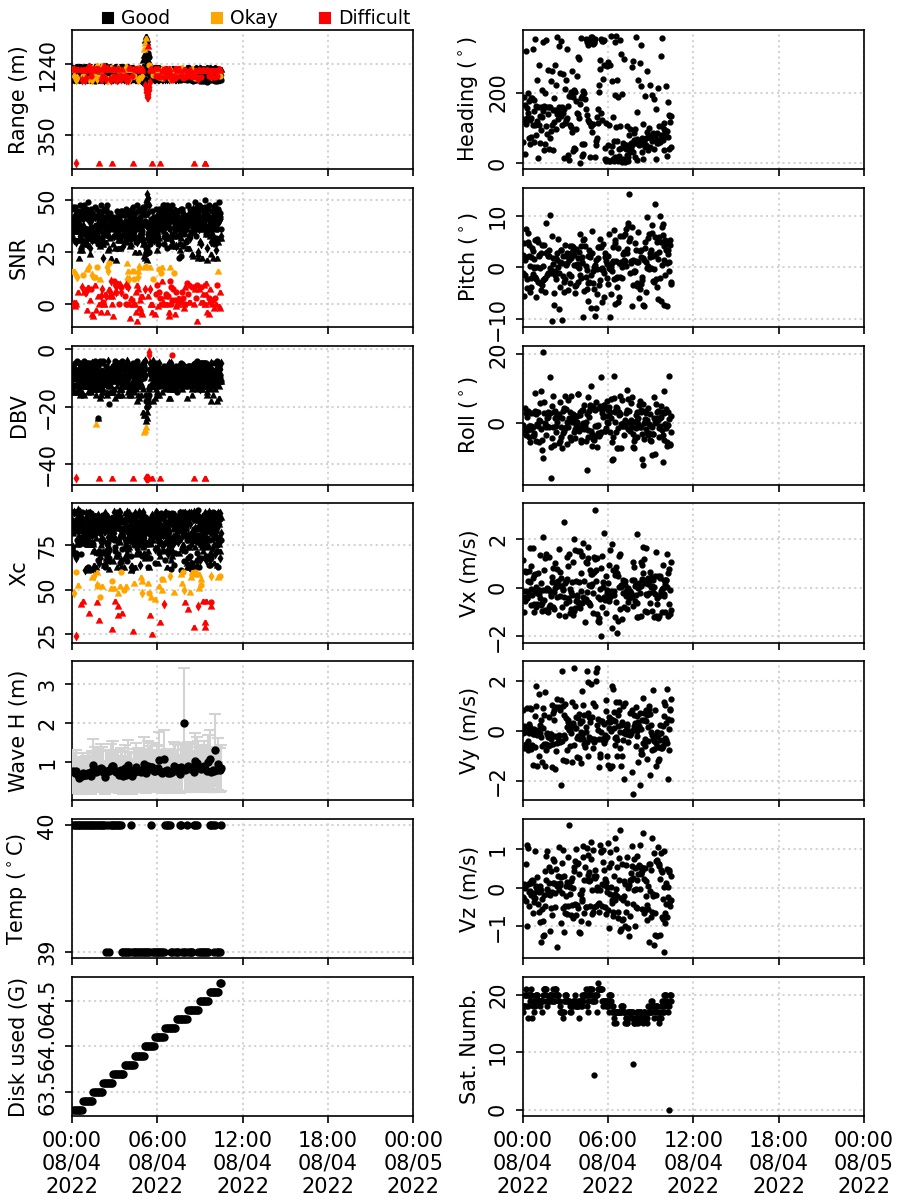 Good Okay Difficult
Range (m)
1240
350
Heading (°)
200
0
SNR
50
25
0
Pitch (°)
10
0
−10
DBV
0
−20
−40
Roll (°)
20
0
Xc
75
50
25
Vx (m/s)
2
0
−2
Wave H (m)
3
2
1
Vy (m/s)
2
0
−2
Temp (°C)
40
39
Vz (m/s)
1
0
−1
Disk used (G)
64.5
64.0
63.5
Sat. Numb.
20
10
0
00:00 06:00 12:00 18:00 00:00
08/04 08/04 08/04 08/04 08/05
2022 2022 2022 2022 2022
00:00 06:00 12:00 18:00 00:00
08/04 08/04 08/04 08/04 08/05
2022 2022 2022 2022 2022